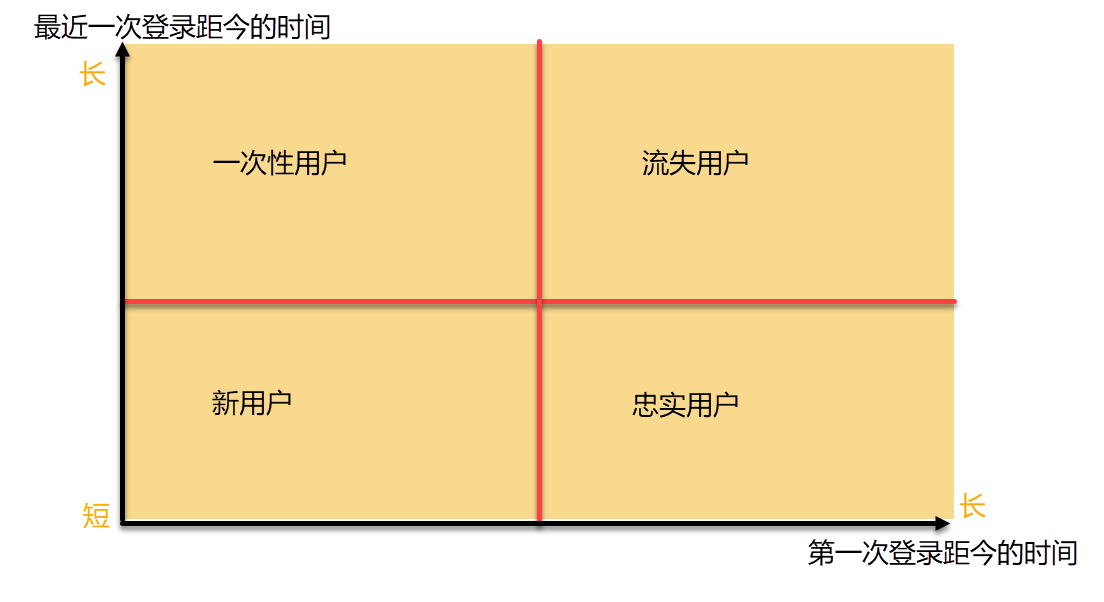 最近一次登录距今的时间
长
一次性用户
流失用户
新用户
忠实用户
短
长
第一次登录距今的时间